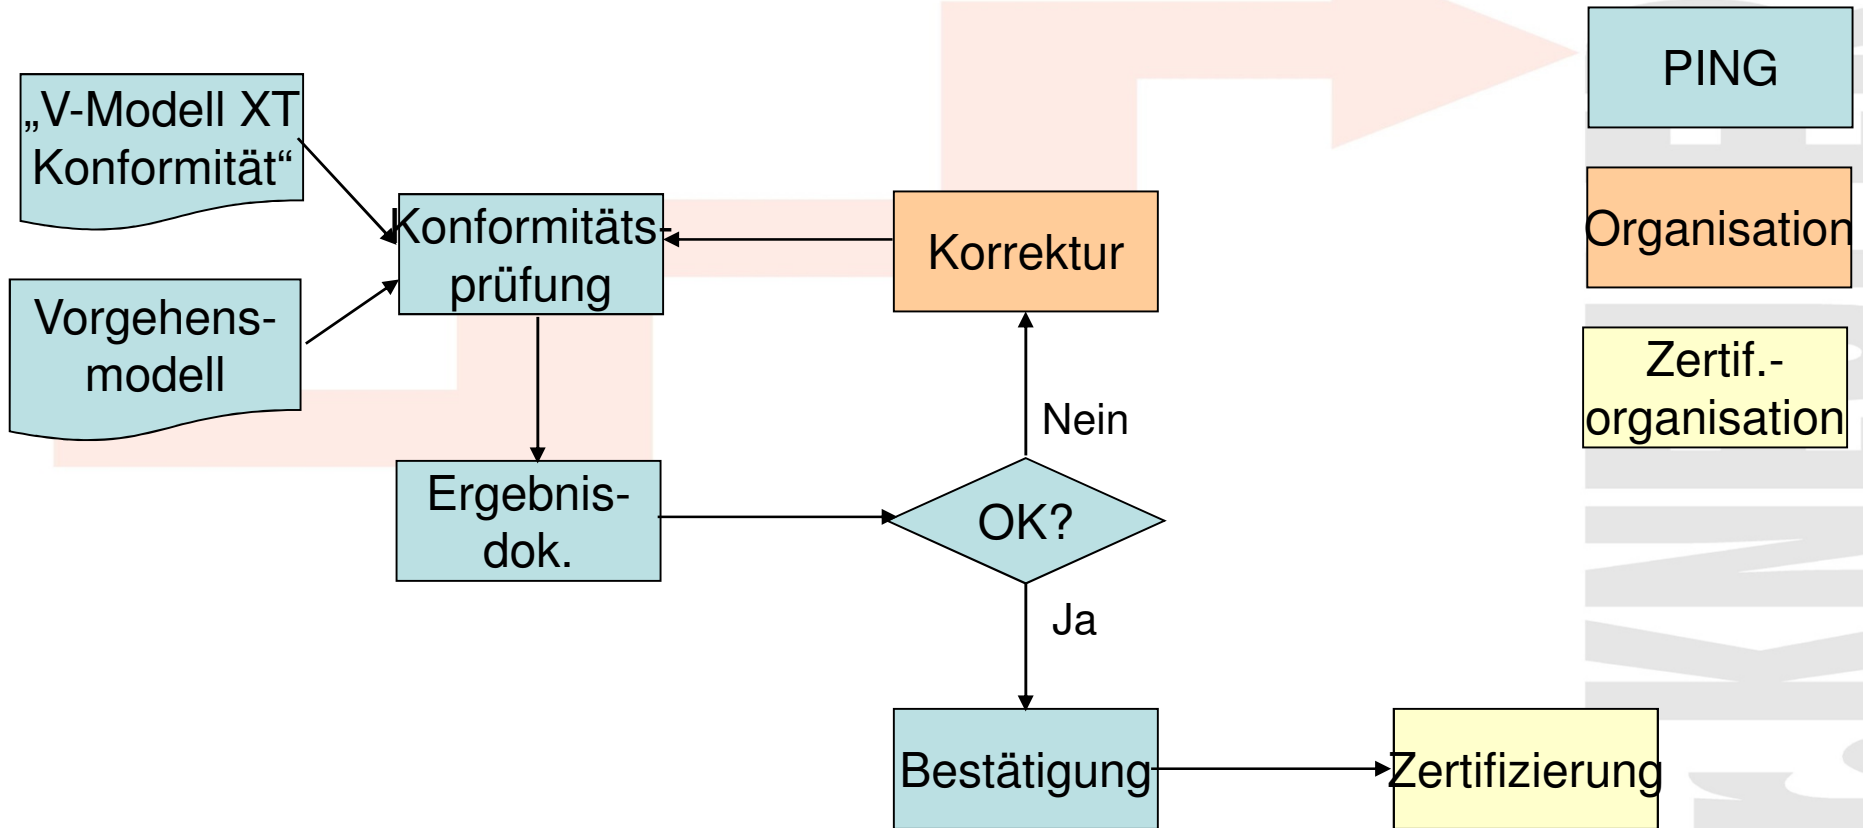 „V-Modell XT
Konformität“
Vorgehens-
modell
Konformitäts-
prüfung
Ergebnis-
dok.
Korrektur
Nein
OK?
Ja
Bestätigung
Zertifizierung
PING
Organisation
Zertif.-
organisation